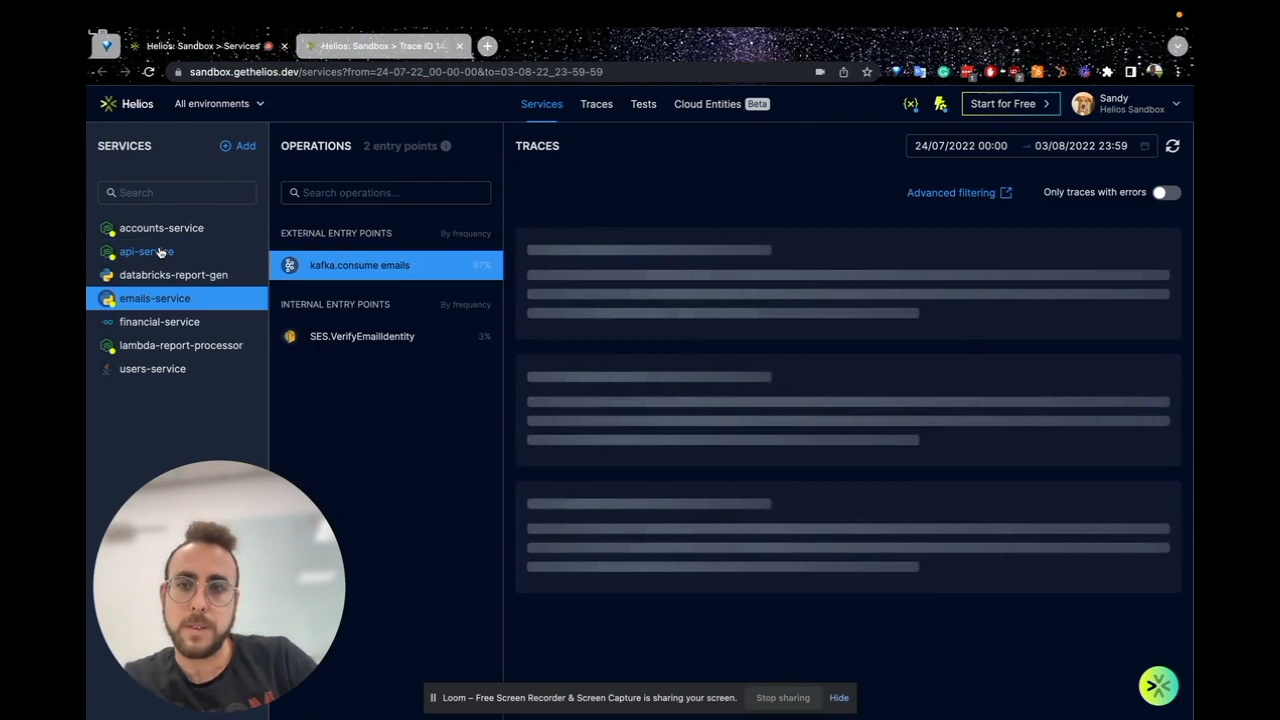 Helios: Sandbox > Services
Helios: Sandbox > Trace ID 14
sandbox.gethelios.dev/services?from=24-07-22_00-00-00&to=03-08-22_23-59-59
Helios
All environments
Services
Traces
Tests
Cloud Entities
Beta
Start for Free
Sandy
Helios Sandbox
SERVICES
Add
Search
accounts-service
api-service
databricks-report-gen
emails-service
financial-service
lambda-report-processor
users-service
OPERATIONS
2 entry points
Search operations...
EXTERNAL ENTRY POINTS
By frequency
kafka.consume emails
97%
INTERNAL ENTRY POINTS
By frequency
SES.VerifyEmailIdentity
3%
TRACES
24/07/2022 00:00
03/08/2022 23:59
Advanced filtering
Only traces with errors
Loom – Free Screen Recorder & Screen Capture is sharing your screen.
Stop sharing
Hide